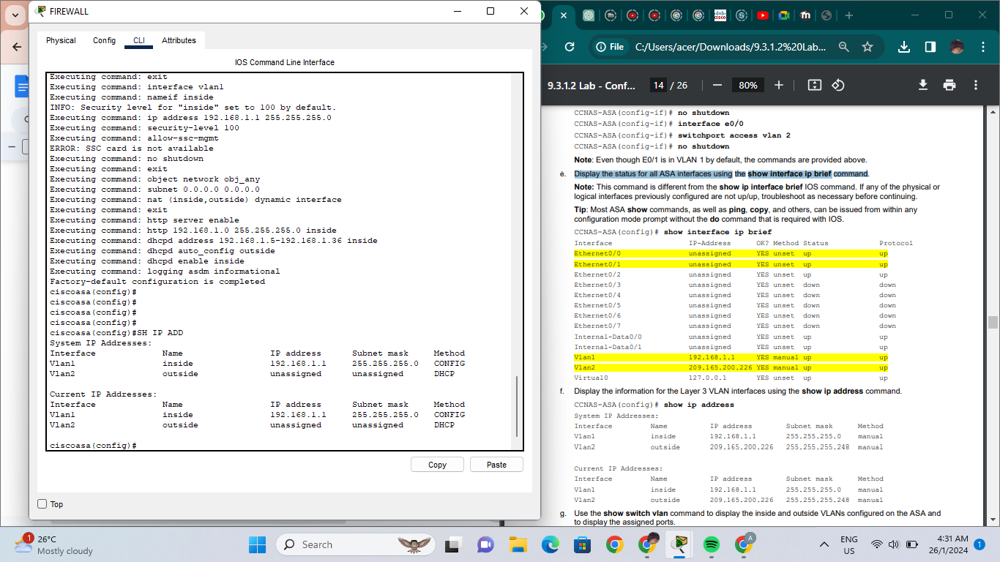 FIREWALL
Physical
Config
CLI
Attributes
IOS Command Line Interface
Executing command: exit
Executing command: interface vlan1
Executing command: nameif inside
INFO: Security level for "inside" set to 100 by default.
Executing command: ip address 192.168.1.1 255.255.255.0
Executing command: security-level 100
Executing command: allow-ssc-mgmt
ERROR: SSC card is not available
Executing command: no shutdown
Executing command: exit
Executing command: object network obj_any
Executing command: subnet 0.0.0.0 0.0.0.0
Executing command: nat (inside,outside) dynamic interface
Executing command: exit
Executing command: http server enable
Executing command: http 192.168.1.0 255.255.255.0 inside
Executing command: dhcpd address 192.168.1.5-192.168.1.36 inside
Executing command: dhcpd auto_config outside
Executing command: dhcpd enable inside
Executing command: logging asdm informational
Factory-default configuration is completed
ciscoasa(config)#
ciscoasa(config)#
ciscoasa(config)#
ciscoasa(config)#
ciscoasa(config)#SH IP ADD
System IP Addresses:
Interface Name IP address Subnet mask Method
Vlan1 inside 192.168.1.1 255.255.255.0 CONFIG
Vlan2 outside unassigned unassigned DHCP
Current IP Addresses:
Interface Name IP address Subnet mask Method
Vlan1 inside 192.168.1.1 255.255.255.0 CONFIG
Vlan2 outside unassigned unassigned DHCP
ciscoasa(config)#
Copy
Paste
Top
File
C:/Users/acer/Downloads/9.3.1.2%20Lab...
9.3.1.2 Lab - Conf...
14 / 26
80%
CCNAS-ASA(config-if)# no shutdown
CCNAS-ASA(config-if)# interface e0/0
CCNAS-ASA(config-if)# switchport access vlan 2
CCNAS-ASA(config-if)# no shutdown
Note: Even though E0/1 is in VLAN 1 by default, the commands are provided above.
e. Display the status for all ASA interfaces using the show interface ip brief command.
Note: This command is different from the show ip interface brief IOS command. If any of the physical or
logical interfaces previously configured are not up/up, troubleshoot as necessary before continuing.
Tip: Most ASA show commands, as well as ping, copy, and others, can be issued from within any
configuration mode prompt without the do command that is required with IOS.
CCNAS-ASA(config)# show interface ip brief
Interface IP-Address OK? Method Status Protocol
Ethernet0/0 unassigned YES unset up up
Ethernet0/1 unassigned YES unset up up
Ethernet0/2 unassigned YES unset up up
Ethernet0/3 unassigned YES unset down down
Ethernet0/4 unassigned YES unset down down
Ethernet0/5 unassigned YES unset down down
Ethernet0/6 unassigned YES unset down down
Ethernet0/7 unassigned YES unset down down
Internal-Data0/0 unassigned YES unset up up
Internal-Data0/1 unassigned YES unset up up
Vlan1 192.168.1.1 YES manual up up
Vlan2 209.165.200.226 YES manual up up
Virtual0 127.0.0.1 YES unset up up
f. Display the information for the Layer 3 VLAN interfaces using the show ip address command.
CCNAS-ASA(config)# show ip address
System IP Addresses:
Interface Name IP address Subnet mask Method
Vlan1 inside 192.168.1.1 255.255.255.0 manual
Vlan2 outside 209.165.200.226 255.255.255.248 manual
Current IP Addresses:
Interface Name IP address Subnet mask Method
Vlan1 inside 192.168.1.1 255.255.255.0 manual
Vlan2 outside 209.165.200.226 255.255.255.248 manual
g. Use the show switch vlan command to display the inside and outside VLANs configured on the ASA and
to display the assigned ports.
1
26°C
Mostly cloudy
Search
A
ENG
US
4:31 AM
26/1/2024
1